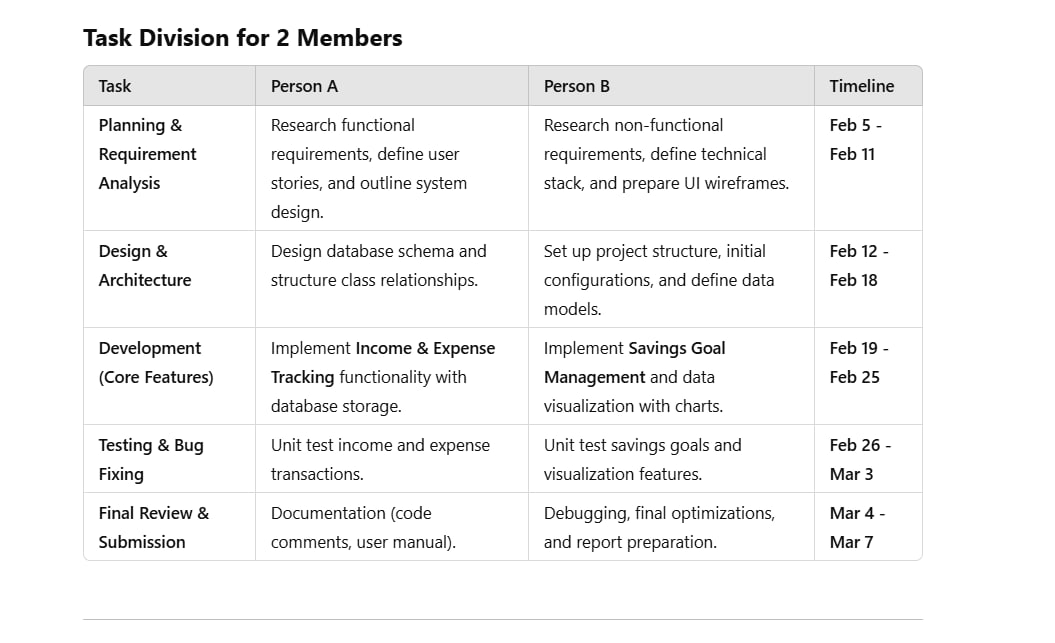 Task Division for 2 Members
Task Person A Person B Timeline
Planning &
Requirement
Analysis
Research functional
requirements, define user
stories, and outline system
design.
Research non-functional
requirements, define technical
stack, and prepare UI wireframes.
Feb 5 -
Feb 11
Design &
Architecture
Design database schema and
structure class relationships.
Set up project structure, initial
configurations, and define data
models.
Feb 12 -
Feb 18
Development
(Core Features)
Implement Income & Expense
Tracking functionality with
database storage.
Implement Savings Goal
Management and data
visualization with charts.
Feb 19 -
Feb 25
Testing & Bug
Fixing
Unit test income and expense
transactions.
Unit test savings goals and
visualization features.
Feb 26 -
Mar 3
Final Review &
Submission
Documentation (code
comments, user manual).
Debugging, final optimizations,
and report preparation.
Mar 4 -
Mar 7